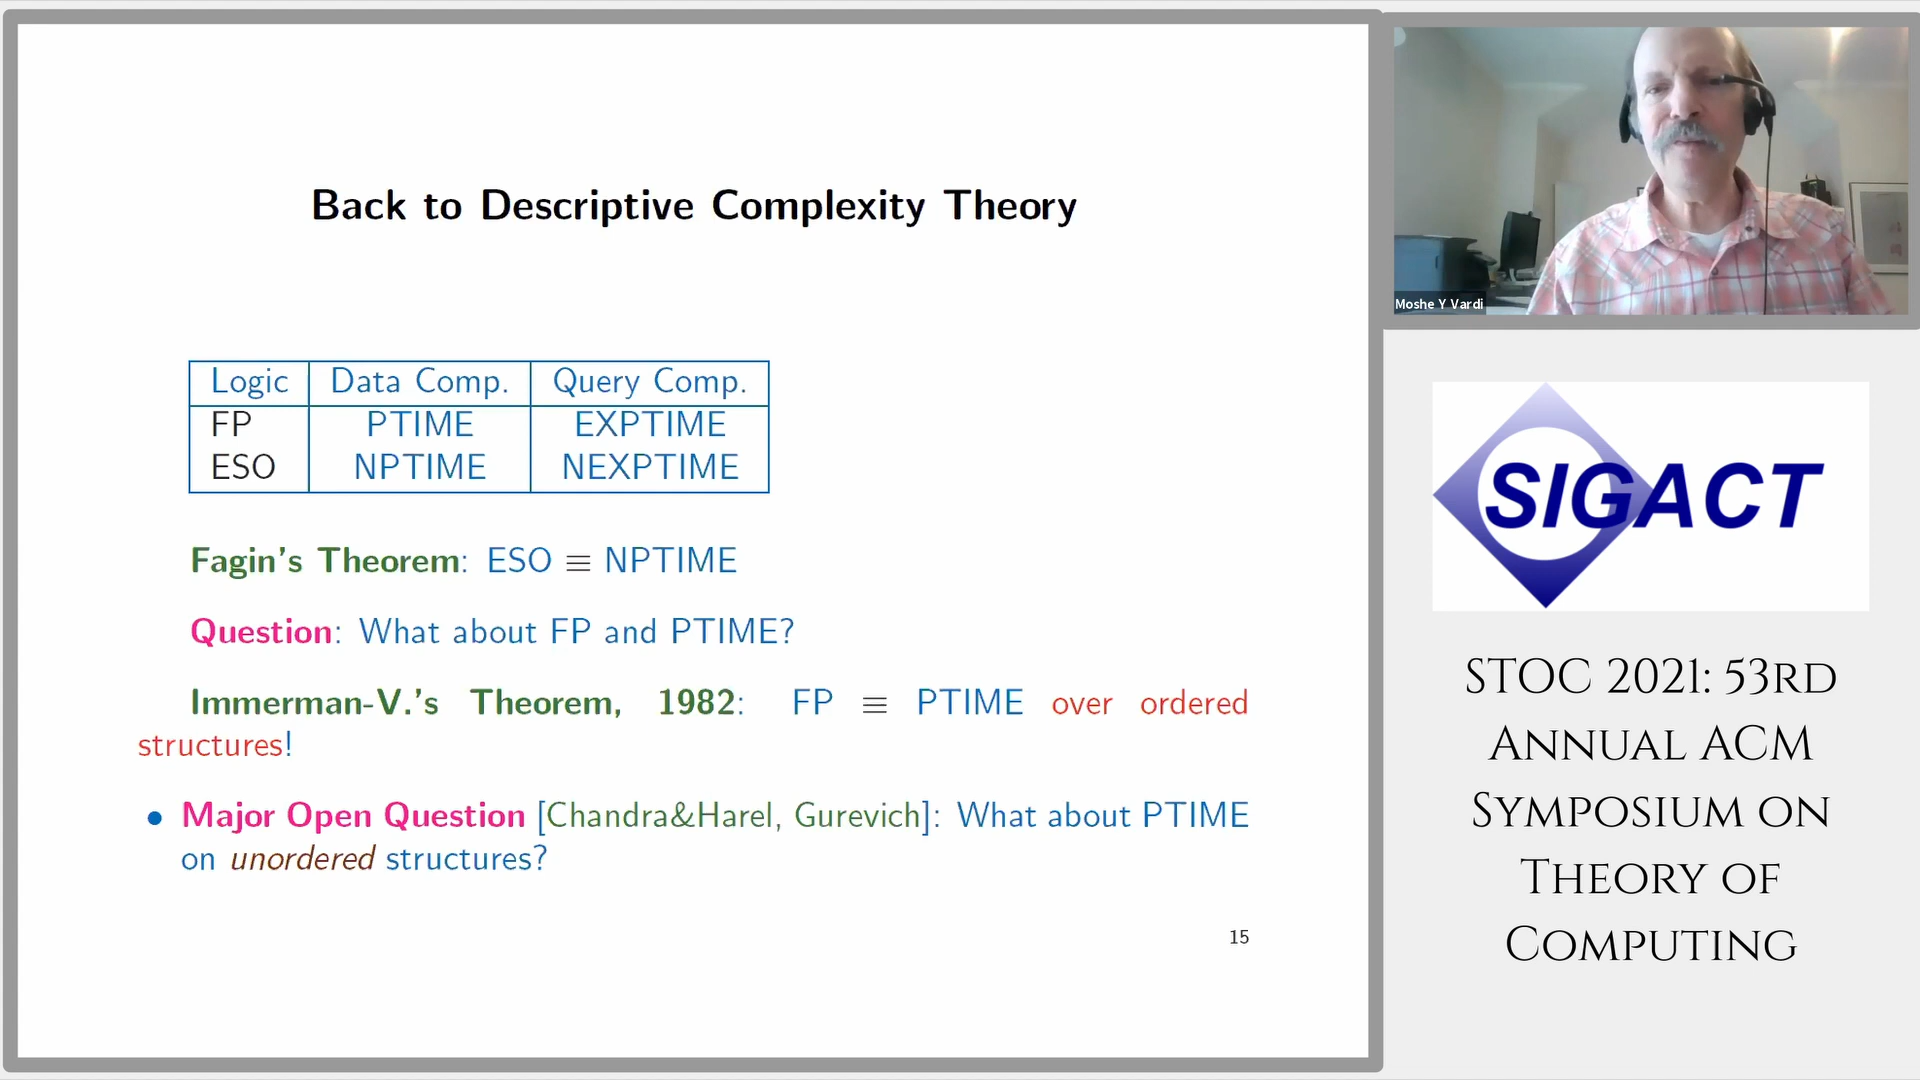 Back to Descriptive Complexity Theory
Logic Data Comp. Query Comp.
FP PTIME EXPTIME
ESO NPTIME NEXPTIME
Fagin's Theorem: ESO ≡ NPTIME
Question: What about FP and PTIME?
Immerman-V.'s Theorem, 1982: FP ≡ PTIME over ordered
structures!
• Major Open Question [Chandra&Harel, Gurevich]: What about PTIME
on unordered structures?
15
Moshe Y Vardi
SIGACT
STOC 2021: 53rd
Annual ACM
Symposium on
Theory of
Computing